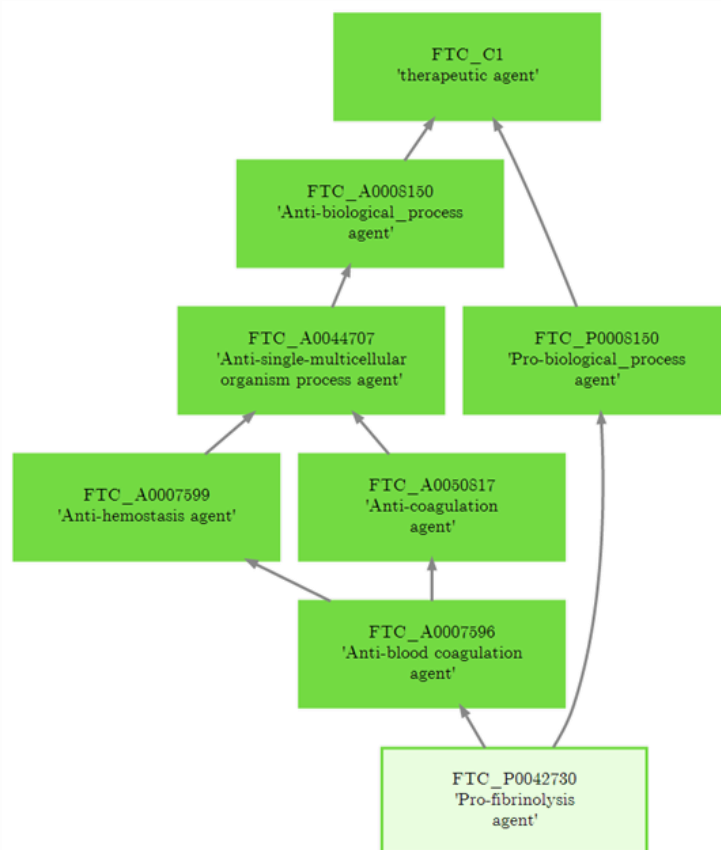 FTC_C1
'therapeutic agent'
FTC_A0008150
'Anti-biological_process
agent'
FTC_A0044707
'Anti-single-multicellular
organism process agent'
FTC_P0008150
'Pro-biological_process
agent'
FTC_A0007599
'Anti-hemostasis agent'
FTC_A0050817
'Anti-coagulation
agent'
FTC_A0007596
'Anti-blood coagulation
agent'
FTC_P0042730
'Pro-fibrinolysis
agent'